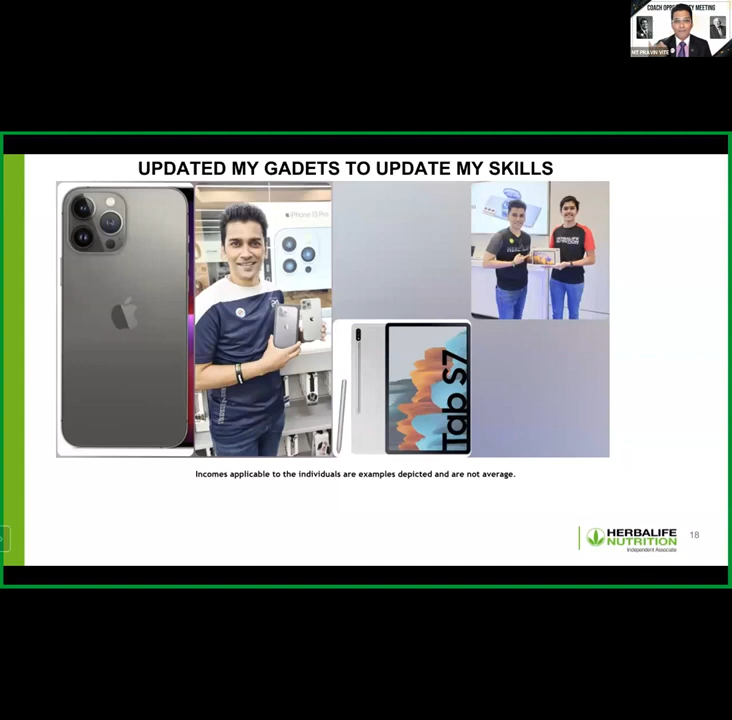 COACH OPPORTUNITY MEETING
UPDATED MY GADETS TO UPDATE MY SKILLS
iPhone 13 Pro
HERBALIFE
NUTRITION
Tab S7
Incomes applicable to the individuals are examples depicted and are not average.
HERBALIFE
NUTRITION
Independent Associate
18